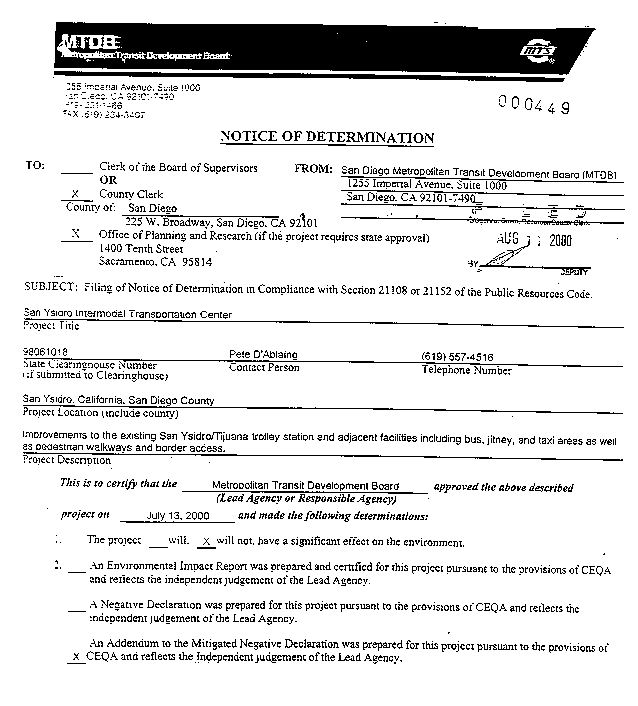 MTDB
Metropolitan Transit Development Board
MTS
1255 Imperial Avenue, Suite 1000
San Diego, CA 92101-7490
FAX (619) 234-3407
000449
NOTICE OF DETERMINATION
TO: ____ Clerk of the Board of Supervisors
OR
X County Clerk
County of: San Diego
225 W. Broadway, San Diego, CA 92101
X Office of Planning and Research (if the project requires state approval)
1400 Tenth Street
Sacramento, CA 95814
FROM: San Diego Metropolitan Transit Development Board (MTDB)
1255 Imperial Avenue, Suite 1000
San Diego, CA 92101-7490
AUG 11 2000
BY
DEPUTY
SUBJECT: Filing of Notice of Determination in Compliance with Section 21108 or 21152 of the Public Resources Code.
San Ysidro Intermodal Transportation Center
Project Title
98061018 Pete D'Ablaing (619) 557-4516
State Clearinghouse Number Contact Person Telephone Number
(if submitted to Clearinghouse)
San Ysidro, California, San Diego County
Project Location (include county)
Improvements to the existing San Ysidro/Tijuana trolley station and adjacent facilities including bus, jitney, and taxi areas as well
as pedestrian walkways and border access.
Project Description
This is to certify that the Metropolitan Transit Development Board approved the above described
(Lead Agency or Responsible Agency)
project on July 13, 2000 and made the following determinations:
1. The project ___ will, X will not, have a significant effect on the environment.
2. ___ An Environmental Impact Report was prepared and certified for this project pursuant to the provisions of CEQA
and reflects the independent judgement of the Lead Agency.
___ A Negative Declaration was prepared for this project pursuant to the provisions of CEQA and reflects the
independent judgement of the Lead Agency.
An Addendum to the Mitigated Negative Declaration was prepared for this project pursuant to the provisions of
X CEQA and reflects the Independent judgement of the Lead Agency.